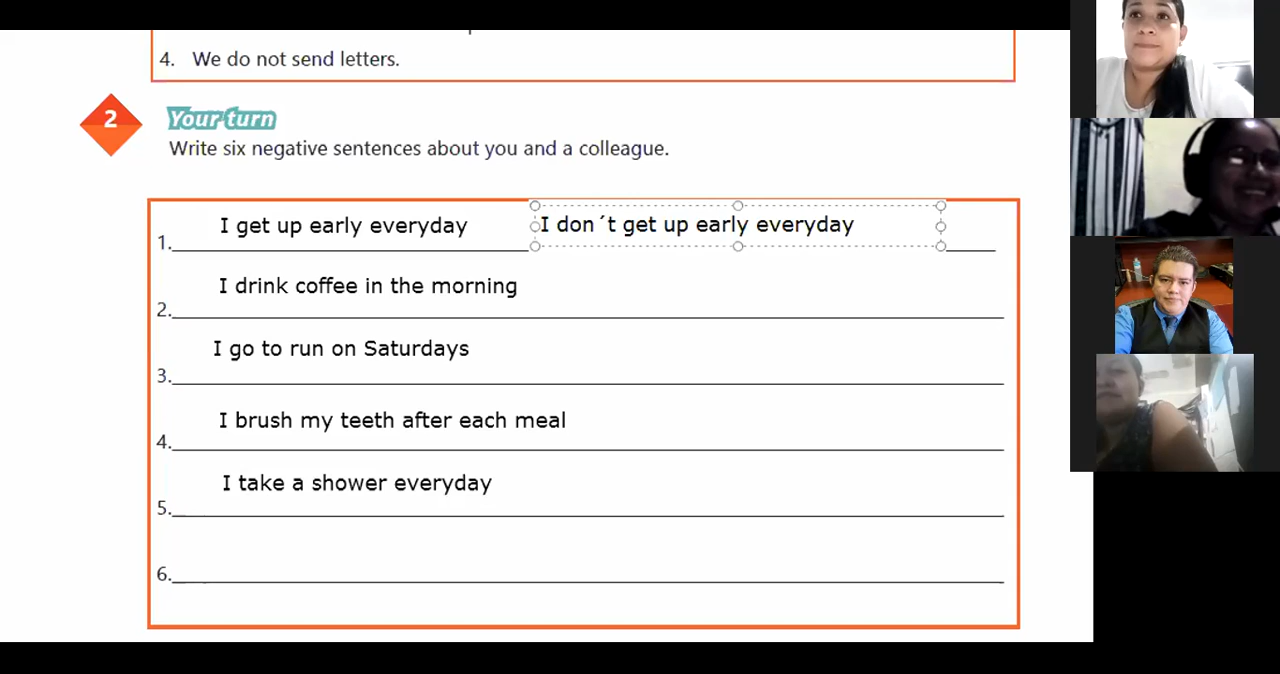 4. We do not send letters.
2
Your turn
Write six negative sentences about you and a colleague.
1. I get up early everyday I don´t get up early everyday
2. I drink coffee in the morning
3. I go to run on Saturdays
4. I brush my teeth after each meal
5. I take a shower everyday
6.